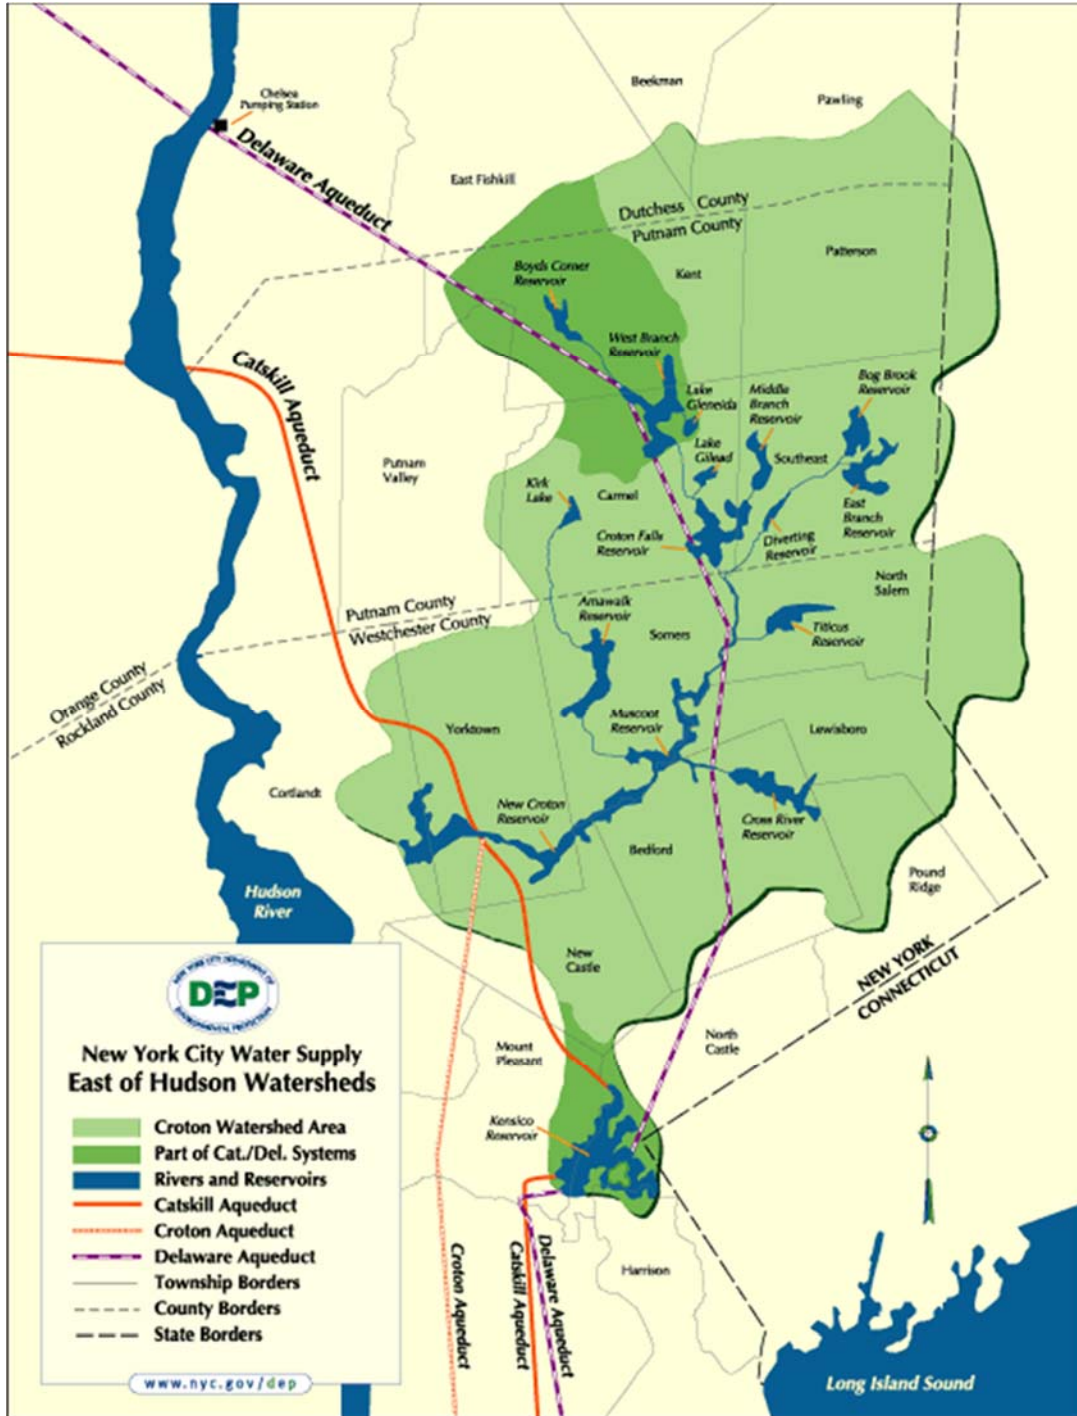 Beekman
Pawling
Chelsea
Pumping Station
Delaware Aqueduct
East Fishkill
Dutchess County
Putnam County
Patterson
Kent
Boyds Corner
Reservoir
West Branch
Reservoir
Catskill Aqueduct
Lake
Gleneida
Middle
Branch
Reservoir
Bog Brook
Reservoir
Lake
Gilead
Southeast
Putnam
Valley
Kirk
Lake
Carmel
East
Branch
Reservoir
Croton Falls
Reservoir
Diverting
Reservoir
North
Salem
Putnam County
Westchester County
Amawalk
Reservoir
Somers
Titicus
Reservoir
Orange County
Rockland County
Muscoot
Reservoir
Yorktown
Lewisboro
Cortlandt
New Croton
Reservoir
Cross River
Reservoir
Bedford
Pound
Ridge
Hudson
River
New
Castle
NEW YORK
CONNECTICUT
North
Castle
Mount
Pleasant
Kensico
Reservoir
Harrison
Croton Aqueduct
Catskill Aqueduct
Delaware Aqueduct
Long Island Sound
NEW YORK CITY DEPARTMENT OF
DEP
ENVIRONMENTAL PROTECTION
New York City Water Supply
East of Hudson Watersheds
Croton Watershed Area
Part of Cat./Del. Systems
Rivers and Reservoirs
Catskill Aqueduct
Croton Aqueduct
Delaware Aqueduct
Township Borders
County Borders
State Borders
www.nyc.gov/dep